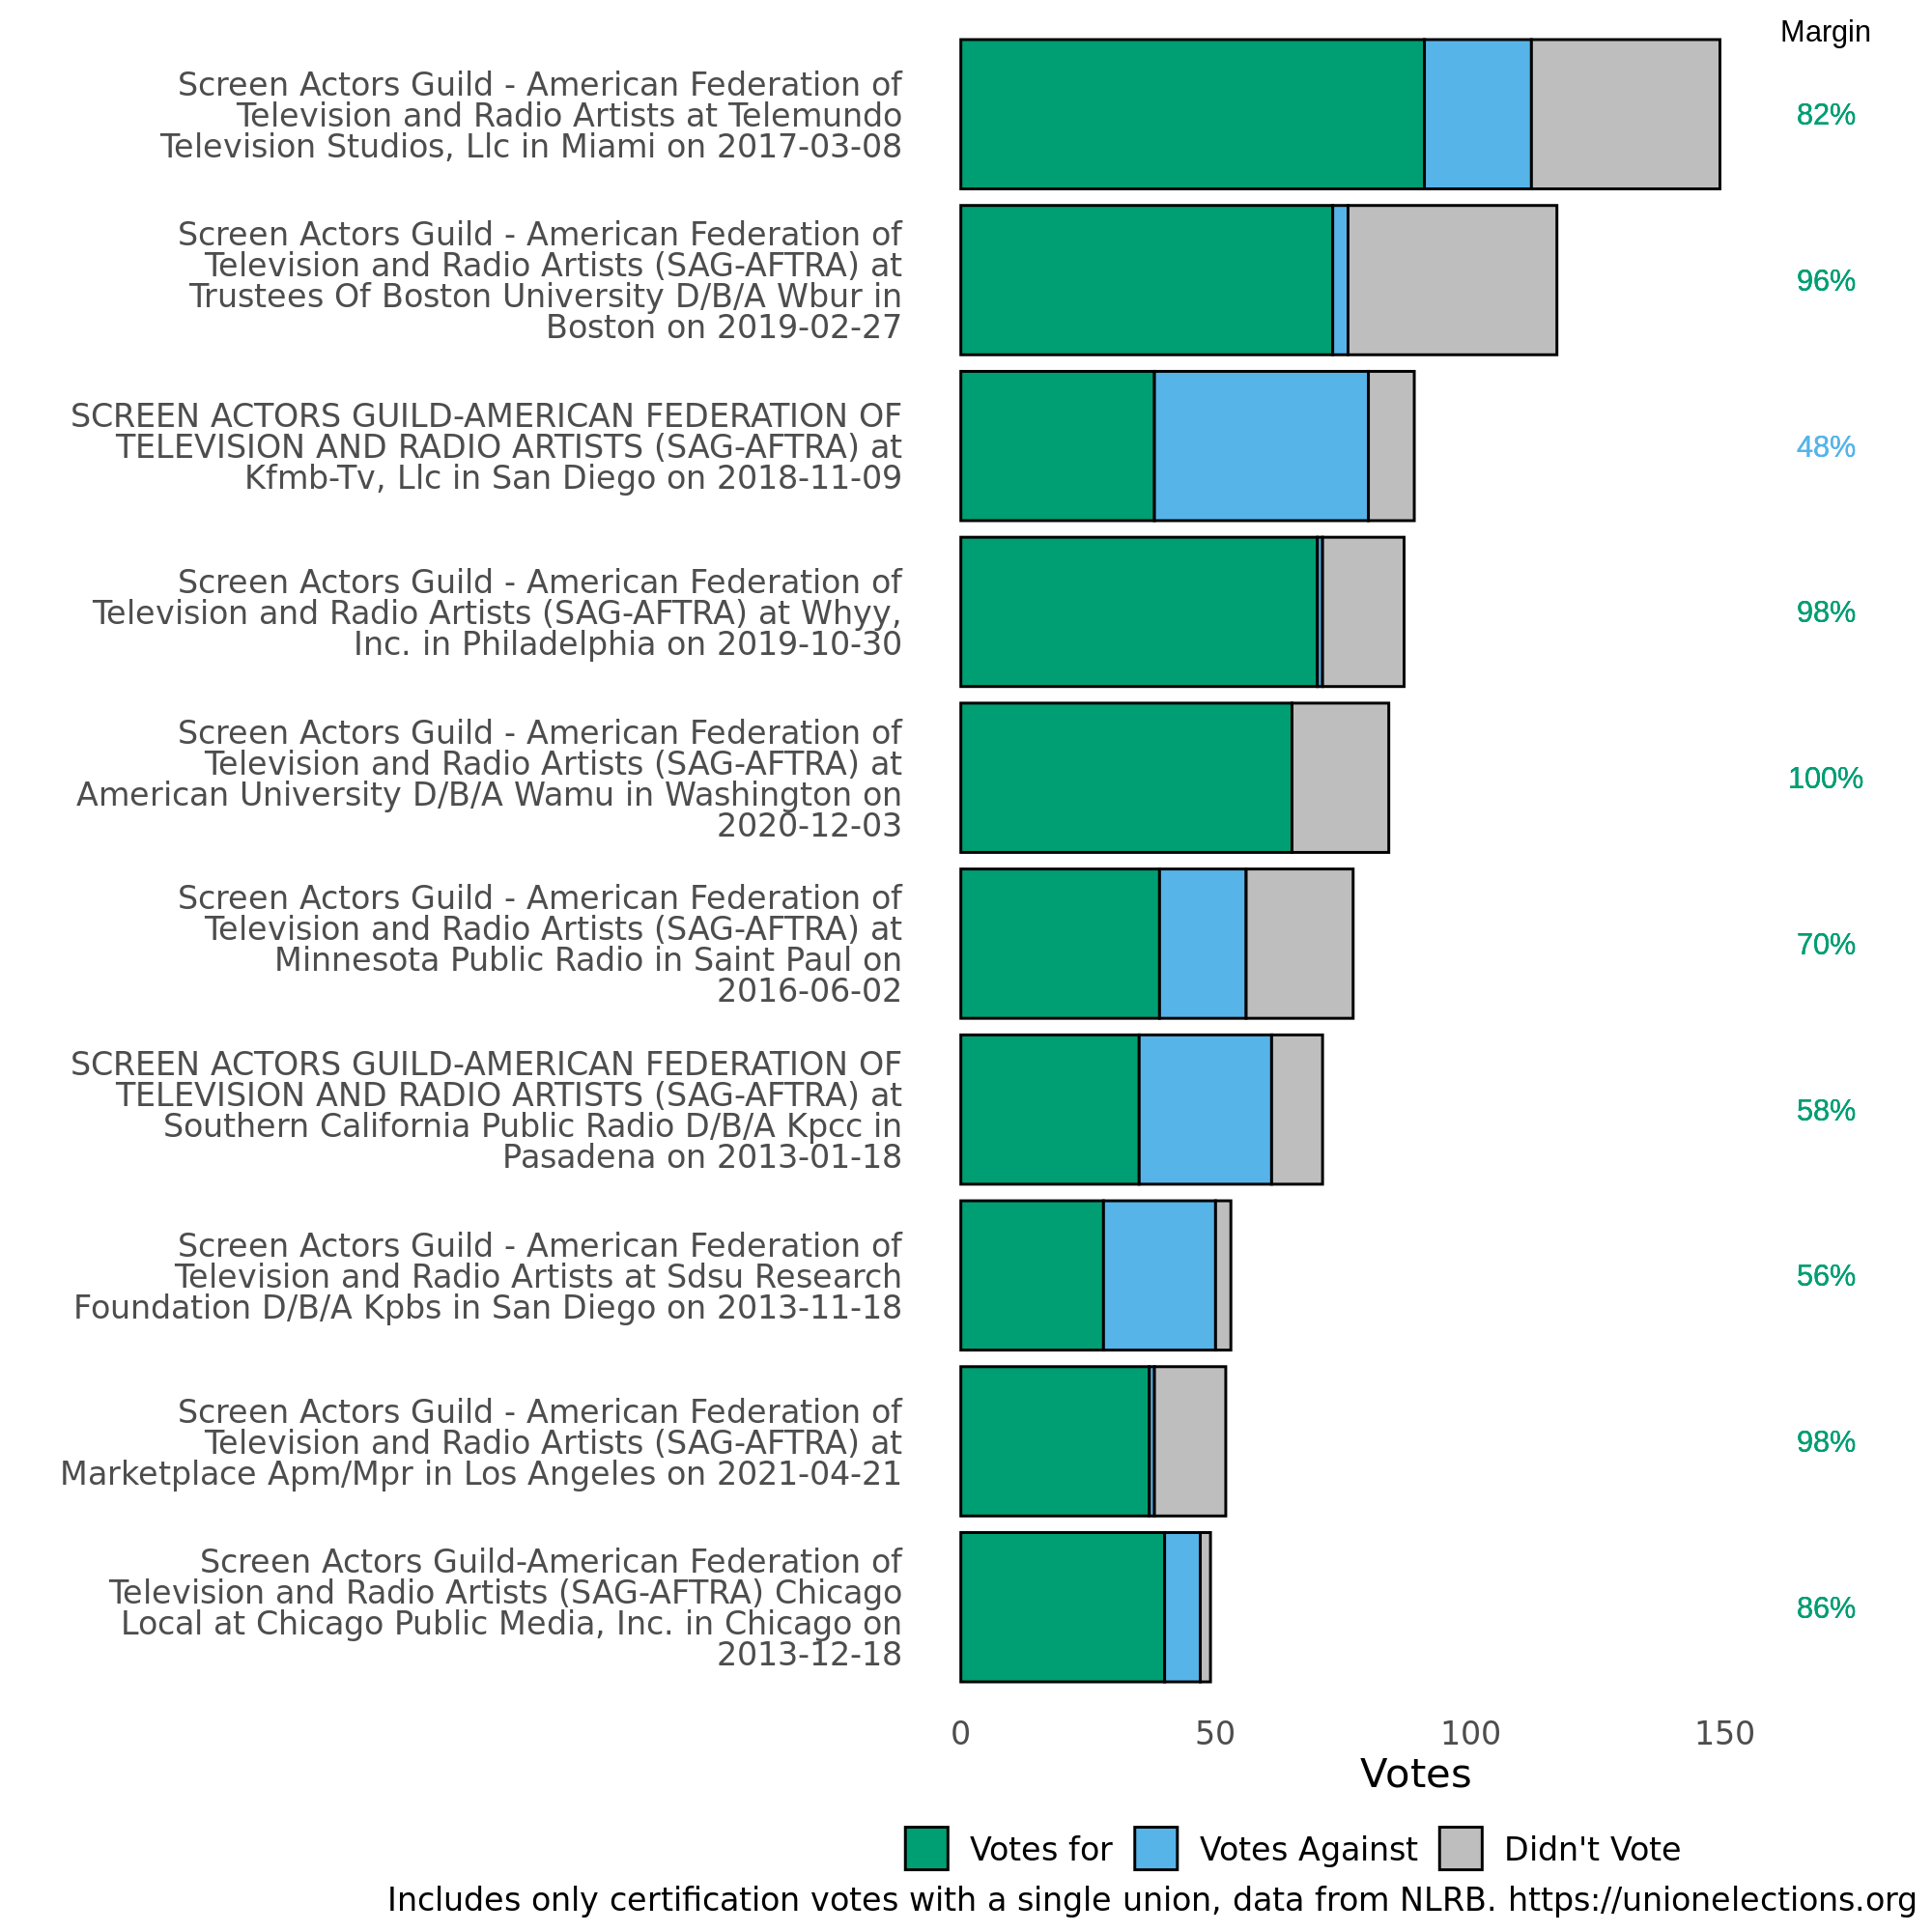 Margin
Screen Actors Guild - American Federation of
Television and Radio Artists at Telemundo
Television Studios, Llc in Miami on 2017-03-08
82%
Screen Actors Guild - American Federation of
Television and Radio Artists (SAG-AFTRA) at
Trustees Of Boston University D/B/A Wbur in
Boston on 2019-02-27
96%
SCREEN ACTORS GUILD-AMERICAN FEDERATION OF
TELEVISION AND RADIO ARTISTS (SAG-AFTRA) at
Kfmb-Tv, Llc in San Diego on 2018-11-09
48%
Screen Actors Guild - American Federation of
Television and Radio Artists (SAG-AFTRA) at Whyy,
Inc. in Philadelphia on 2019-10-30
98%
Screen Actors Guild - American Federation of
Television and Radio Artists (SAG-AFTRA) at
American University D/B/A Wamu in Washington on
2020-12-03
100%
Screen Actors Guild - American Federation of
Television and Radio Artists (SAG-AFTRA) at
Minnesota Public Radio in Saint Paul on
2016-06-02
70%
SCREEN ACTORS GUILD-AMERICAN FEDERATION OF
TELEVISION AND RADIO ARTISTS (SAG-AFTRA) at
Southern California Public Radio D/B/A Kpcc in
Pasadena on 2013-01-18
58%
Screen Actors Guild - American Federation of
Television and Radio Artists at Sdsu Research
Foundation D/B/A Kpbs in San Diego on 2013-11-18
56%
Screen Actors Guild - American Federation of
Television and Radio Artists (SAG-AFTRA) at
Marketplace Apm/Mpr in Los Angeles on 2021-04-21
98%
Screen Actors Guild-American Federation of
Television and Radio Artists (SAG-AFTRA) Chicago
Local at Chicago Public Media, Inc. in Chicago on
2013-12-18
86%
0 50 100 150
Votes
Votes for Votes Against Didn't Vote
Includes only certification votes with a single union, data from NLRB. https://unionelections.org